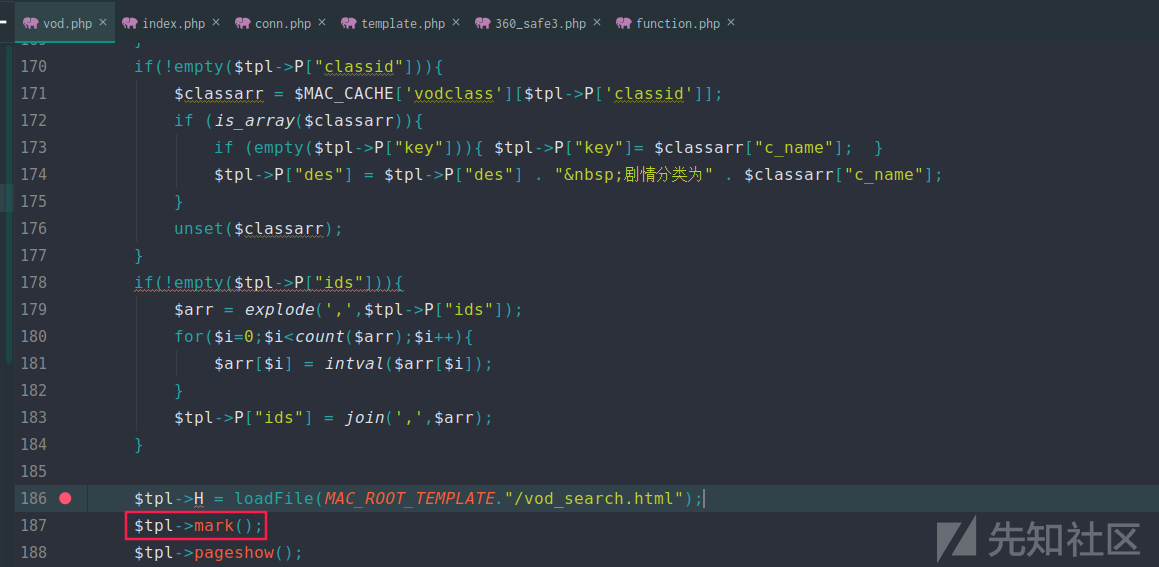 vod.php × index.php × conn.php × template.php × 360_safe3.php × function.php ×
169 }
170 if(!empty($tpl->P["classid"])){
171 $classarr = $MAC_CACHE['vodclass'][$tpl->P['classid']];
172 if (is_array($classarr)){
173 if (empty($tpl->P["key"])){ $tpl->P["key"]= $classarr["c_name"];  }
174 $tpl->P["des"] = $tpl->P["des"] . "&nbsp;剧情分类为" . $classarr["c_name"];
175 }
176 unset($classarr);
177 }
178 if(!empty($tpl->P["ids"])){
179 $arr = explode(',',$tpl->P["ids"]);
180 for($i=0;$i<count($arr);$i++){
181 $arr[$i] = intval($arr[$i]);
182 }
183 $tpl->P["ids"] = join(',',$arr);
184 }
185
186 $tpl->H = loadFile(MAC_ROOT_TEMPLATE."/vod_search.html");
187 $tpl->mark();
188 $tpl->pageshow();
先知社区